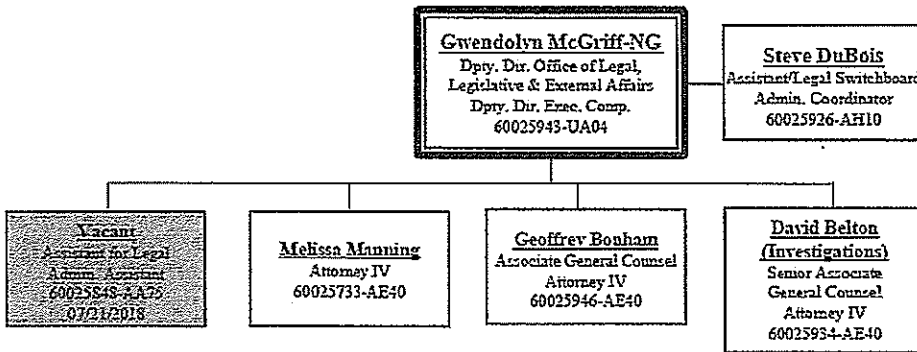 Gwendolyn McGriff-NG
Dpty. Dir. Office of Legal,
Legislative & External Affairs
Dpty. Dir. Exec. Comp.
60025943-UA04
Steve DuBois
Assistant/Legal Switchboard
Admin. Coordinator
60025926-AH10
Vacant
Assistant for Legal
Admin. Assistant
60025848-AA75
07/21/2018
Melissa Manning
Attorney IV
60025733-AE40
Geoffrey Bonham
Associate General Counsel
Attorney IV
60025946-AE40
David Belton
(Investigations)
Senior Associate
General Counsel
Attorney IV
60025934-AE40